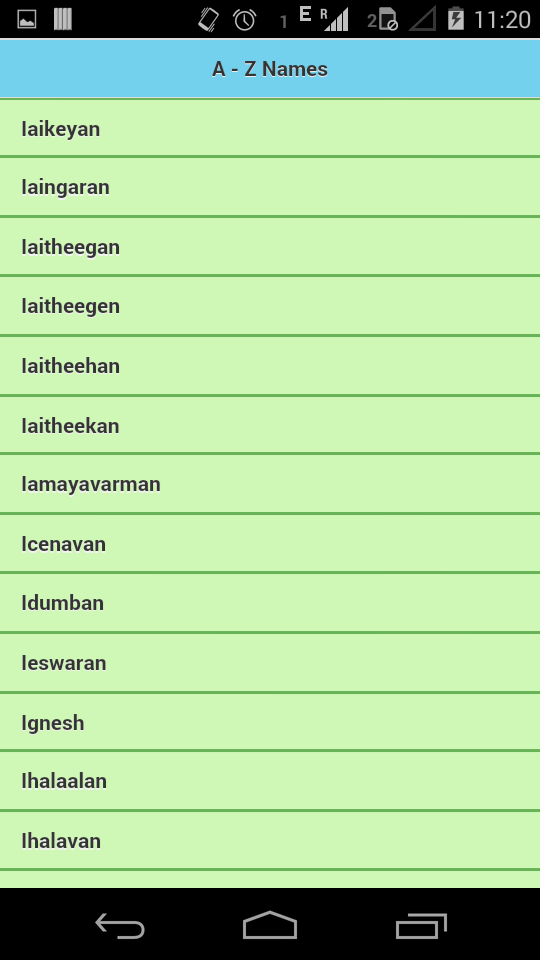 1 E R 2 11:20
A - Z Names
Iaikeyan
Iaingaran
Iaitheegan
Iaitheegen
Iaitheehan
Iaitheekan
Iamayavarman
Icenavan
Idumban
Ieswaran
Ignesh
Ihalaalan
Ihalavan